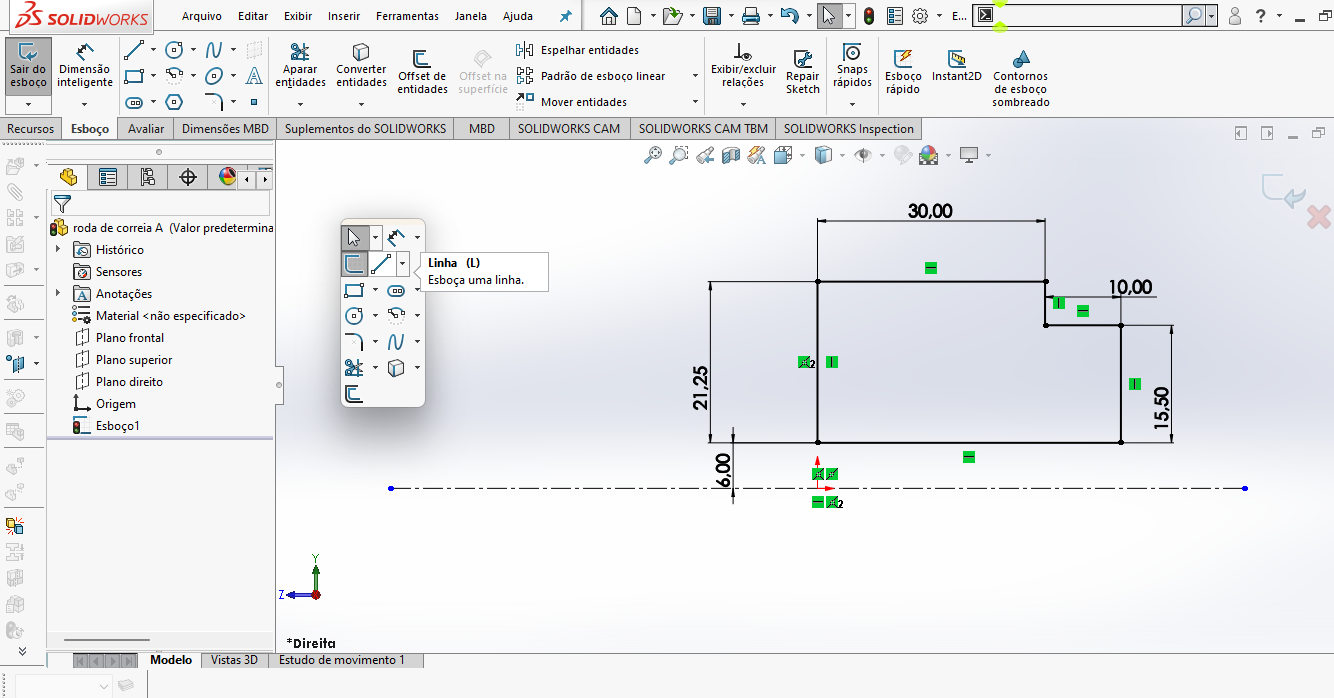 SOLIDWORKS
Arquivo Editar Exibir Inserir Ferramentas Janela Ajuda
E...
Sair do esboço
Dimensão inteligente
Aparar entidades
Converter entidades
Offset de entidades
Offset na superfície
Espelhar entidades
Padrão de esboço linear
Mover entidades
Exibir/excluir relações
Repair Sketch
Snaps rápidos
Esboço rápido
Instant2D
Contornos de esboço sombreado
Recursos Esboço Avaliar Dimensões MBD Suplementos do SOLIDWORKS MBD SOLIDWORKS CAM SOLIDWORKS CAM TBM SOLIDWORKS Inspection
roda de correia A (Valor predetermina
Histórico
Sensores
Anotações
Material <não especificado>
Plano frontal
Plano superior
Plano direito
Origem
Esboço1
Linha (L)
Esboça uma linha.
30,00
10,00
21,25
15,50
6,00
2
2
Y
Z
*Direita
Modelo Vistas 3D Estudo de movimento 1